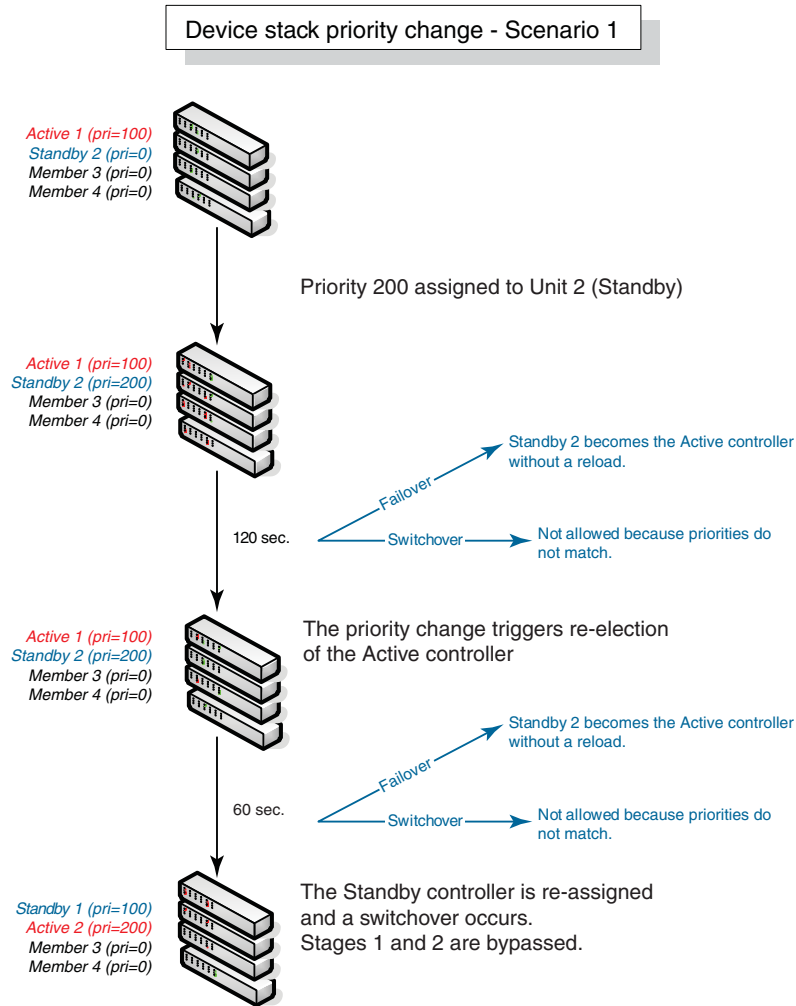 Device stack priority change - Scenario 1
Active 1 (pri=100)
Standby 2 (pri=0)
Member 3 (pri=0)
Member 4 (pri=0)
Priority 200 assigned to Unit 2 (Standby)
Active 1 (pri=100)
Standby 2 (pri=200)
Member 3 (pri=0)
Member 4 (pri=0)
120 sec.
Failover
Standby 2 becomes the Active controller
without a reload.
Switchover
Not allowed because priorities do
not match.
Active 1 (pri=100)
Standby 2 (pri=200)
Member 3 (pri=0)
Member 4 (pri=0)
The priority change triggers re-election
of the Active controller
60 sec.
Failover
Standby 2 becomes the Active controller
without a reload.
Switchover
Not allowed because priorities do
not match.
Standby 1 (pri=100)
Active 2 (pri=200)
Member 3 (pri=0)
Member 4 (pri=0)
The Standby controller is re-assigned
and a switchover occurs.
Stages 1 and 2 are bypassed.